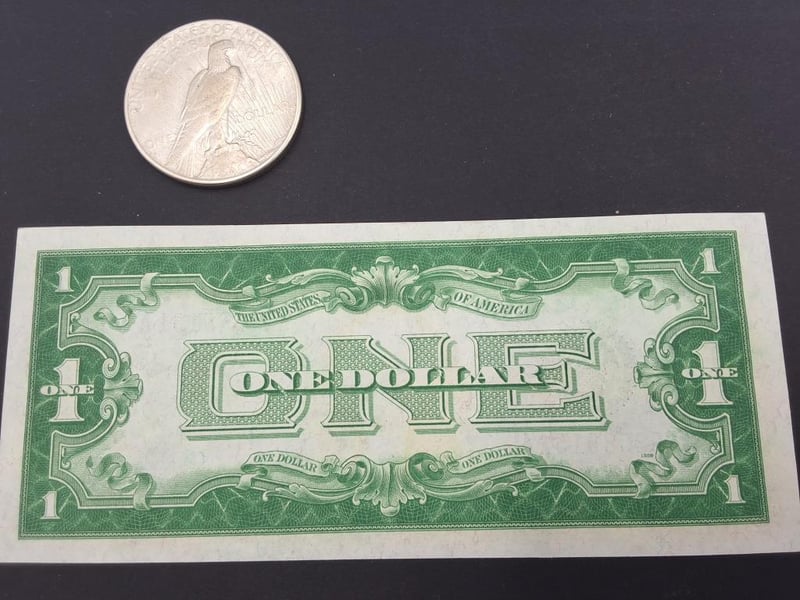 UNITED STATES OF AMERICA
DOLLAR
1 1
THE UNITED STATES OF AMERICA
ONE
ONE DOLLAR
1 ONE 1 ONE
ONE DOLLAR ONE DOLLAR
1 1